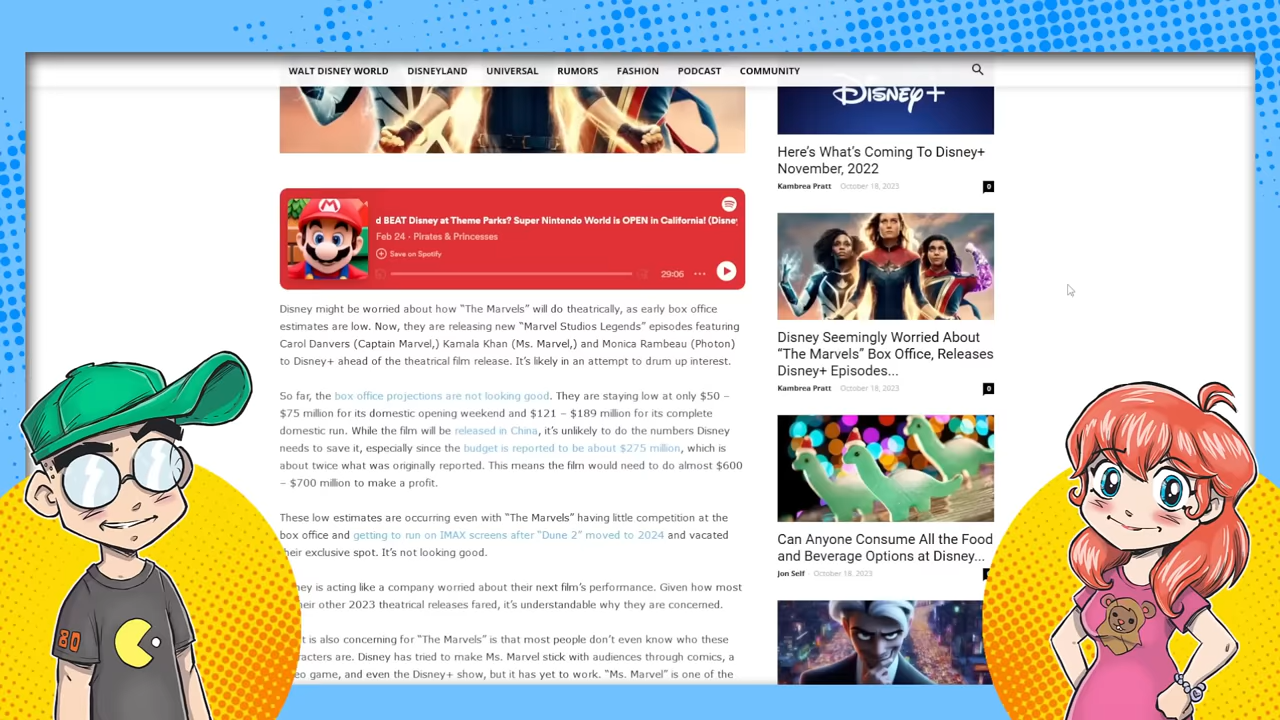 WALT DISNEY WORLD DISNEYLAND UNIVERSAL RUMORS FASHION PODCAST COMMUNITY
d BEAT Disney at Theme Parks? Super Nintendo World is OPEN in California! (Disne
Feb 24 - Pirates & Princesses
Save on Spotify
29:06
Disney might be worried about how “The Marvels” will do theatrically, as early box office
estimates are low. Now, they are releasing new “Marvel Studios Legends” episodes featuring
Carol Danvers (Captain Marvel,) Kamala Khan (Ms. Marvel,) and Monica Rambeau (Photon)
to Disney+ ahead of the theatrical film release. It’s likely in an attempt to drum up interest.
So far, the box office projections are not looking good. They are staying low at only $50 –
$75 million for its domestic opening weekend and $121 – $189 million for its complete
domestic run. While the film will be released in China, it’s unlikely to do the numbers Disney
needs to save it, especially since the budget is reported to be about $275 million, which is
about twice what was originally reported. This means the film would need to do almost $600
– $700 million to make a profit.
These low estimates are occurring even with “The Marvels” having little competition at the
box office and getting to run on IMAX screens after “Dune 2” moved to 2024 and vacated
their exclusive spot. It’s not looking good.
ney is acting like a company worried about their next film’s performance. Given how most
heir other 2023 theatrical releases fared, it’s understandable why they are concerned.
t is also concerning for “The Marvels” is that most people don’t even know who these
racters are. Disney has tried to make Ms. Marvel stick with audiences through comics, a
eo game, and even the Disney+ show, but it has yet to work. “Ms. Marvel” is one of the
DISNEY+
Here’s What’s Coming To Disney+
November, 2022
Kambrea Pratt - October 18, 2023 0
Disney Seemingly Worried About
“The Marvels” Box Office, Releases
Disney+ Episodes...
Kambrea Pratt - October 18, 2023 0
Can Anyone Consume All the Food
and Beverage Options at Disney...
Jon Self - October 18, 2023
80